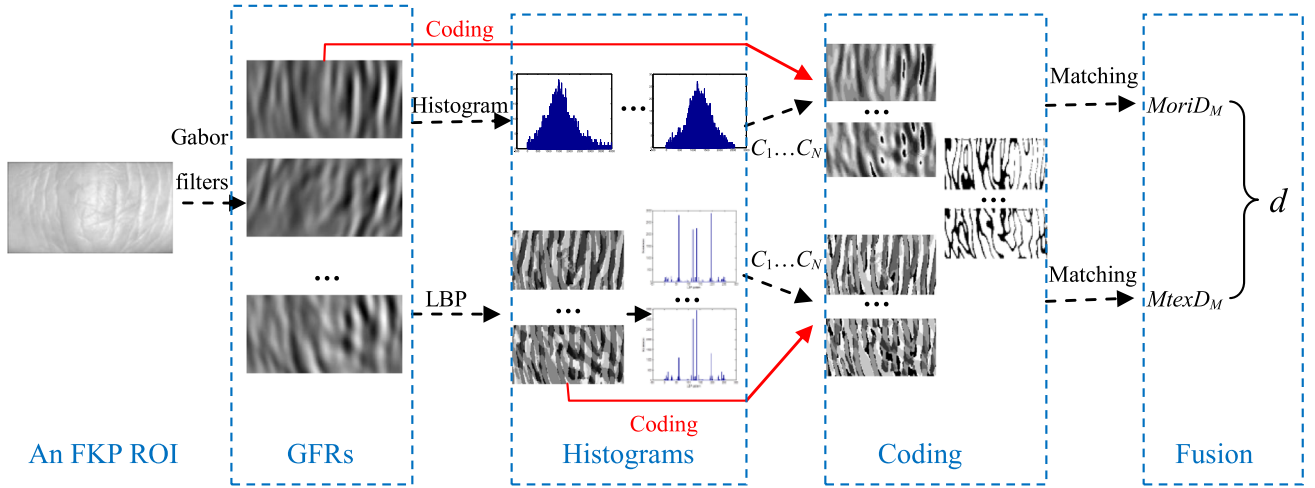 Coding
Gabor
filters
Histogram
...
C1...CN
Matching
MoriDM
...
...
d
...
LBP
...
...
C1...CN
...
Matching
MtexDM
Coding
An FKP ROI
GFRs
Histograms
Coding
Fusion